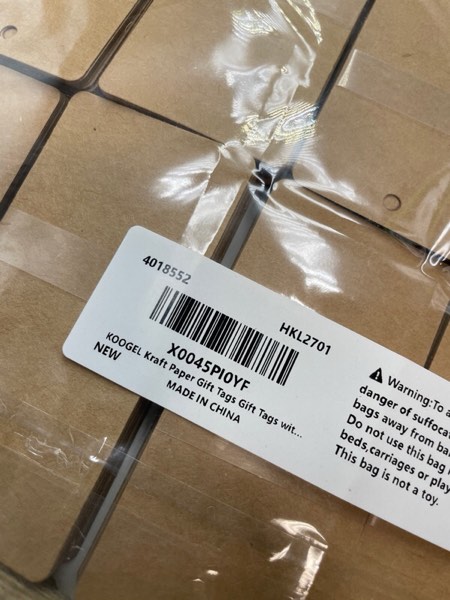 4018552
HKL2701
X0045PI0YF
KOOGEL Kraft Paper Gift Tags Gift Tags wit...
NEW
MADE IN CHINA
Warning:To a
danger of suffoca
bags away from ba
Do not use this bag
beds,carriages or play
This bag is not a toy.